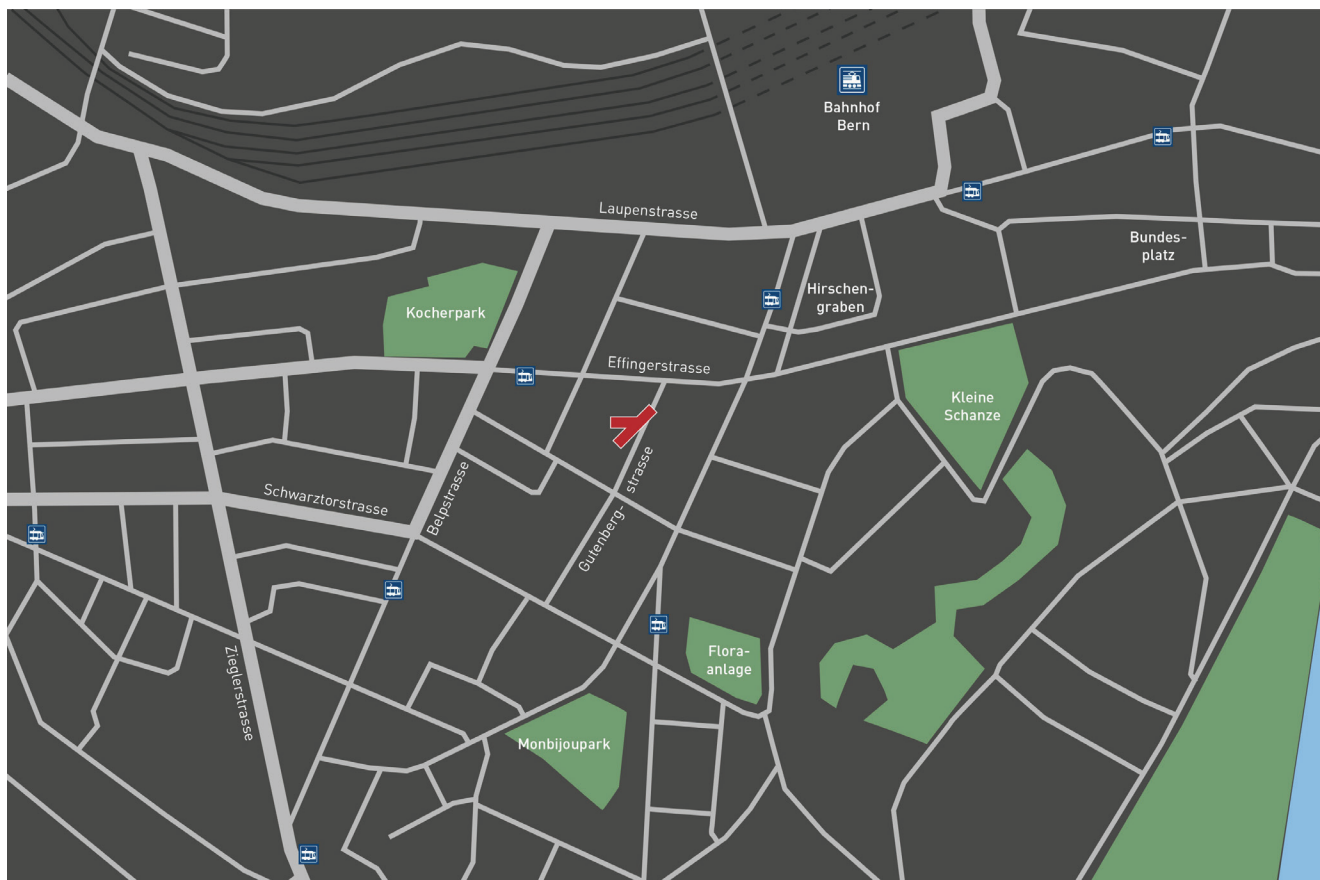 Bahnhof
Bern
Laupenstrasse
Bundes-
platz
Hirschen-
graben
Kocherpark
Effingerstrasse
Kleine
Schanze
Schwarztorstrasse
Belpstrasse
Gutenberg- strasse
Zieglerstrasse
Flora-
anlage
Monbijoupark